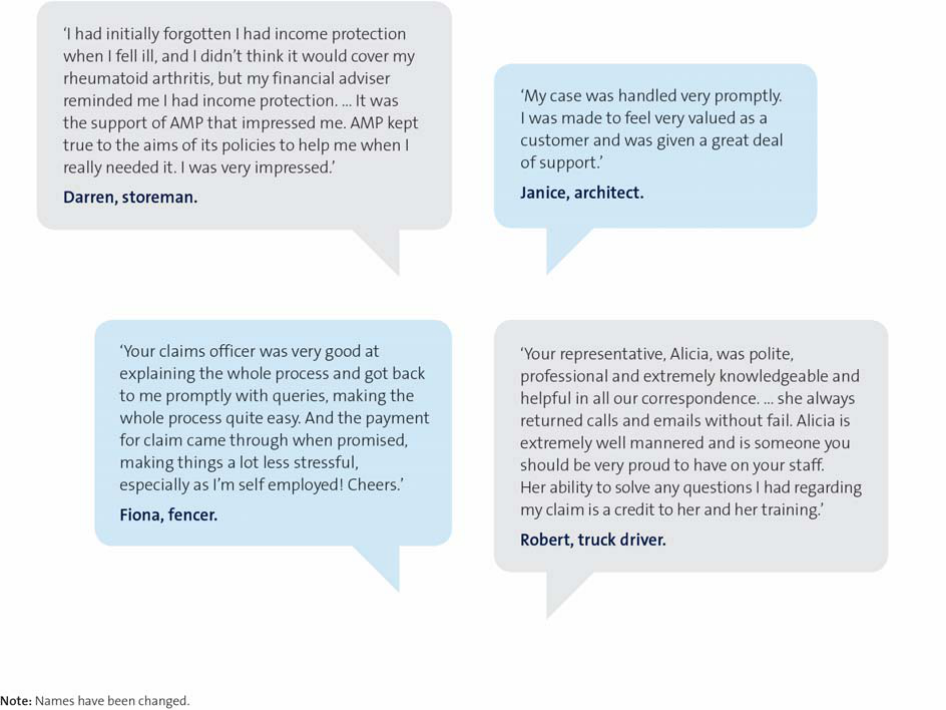 ‘I had initially forgotten I had income protection
when I fell ill, and I didn’t think it would cover my
rheumatoid arthritis, but my financial adviser
reminded me I had income protection. ... It was
the support of AMP that impressed me. AMP kept
true to the aims of its policies to help me when I
really needed it. I was very impressed.’
Darren, storeman.
‘My case was handled very promptly.
I was made to feel very valued as a
customer and was given a great deal
of support.’
Janice, architect.
‘Your claims officer was very good at
explaining the whole process and got back
to me promptly with queries, making the
whole process quite easy. And the payment
for claim came through when promised,
making things a lot less stressful,
especially as I’m self employed! Cheers.’
Fiona, fencer.
‘Your representative, Alicia, was polite,
professional and extremely knowledgeable and
helpful in all our correspondence. ... she always
returned calls and emails without fail. Alicia is
extremely well mannered and is someone you
should be very proud to have on your staff.
Her ability to solve any questions I had regarding
my claim is a credit to her and her training.’
Robert, truck driver.
Note: Names have been changed.